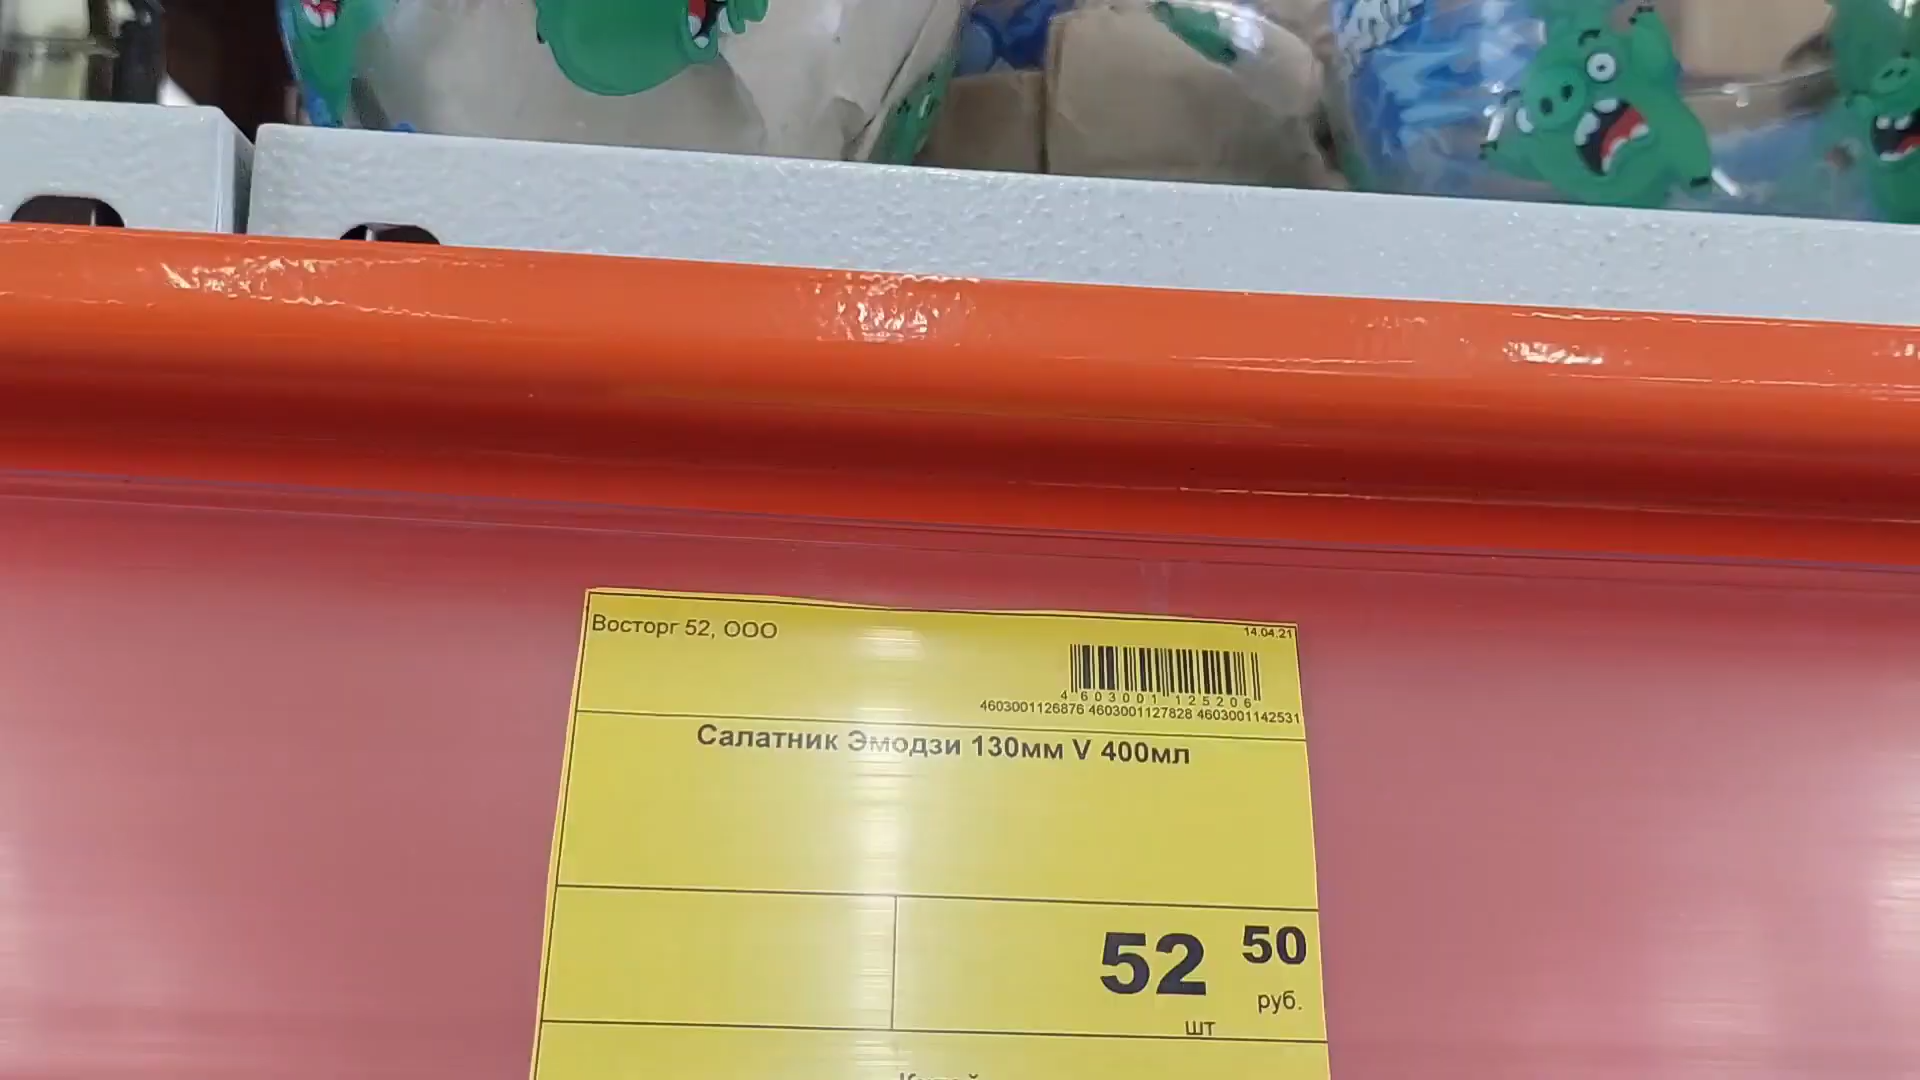 Восторг 52, ООО
14.04.21
4 603001 125206
4603001126876 4603001127828 4603001142531
Салатник Эмодзи 130мм V 400мл
52 50
руб.
шт